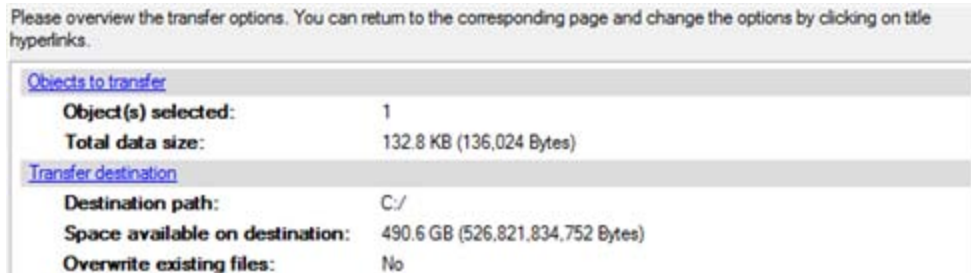 Please overview the transfer options. You can return to the corresponding page and change the options by clicking on title
hyperlinks.
Objects to transfer
Object(s) selected: 1
Total data size: 132.8 KB (136,024 Bytes)
Transfer destination
Destination path: C:/
Space available on destination: 490.6 GB (526,821,834,752 Bytes)
Overwrite existing files: No